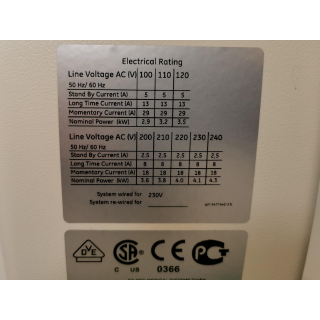 Electrical Rating
Line Voltage AC (V) 100 110 120
50 Hz/ 60 Hz
Stand By Current (A) 5 5 5
Long Time Current (A) 13 13 13
Momentary Current (A) 29 29 29
Nominal Power (kW) 2.9 3.2 3.5
Line Voltage AC (V) 200 210 220 230 240
50 Hz/ 60 Hz
Stand By Current (A) 2,5 2,5 2,5 2,5 2,5
Long Time Current (A) 8 8 8 8 8
Momentary Current (A) 18 18 18 18 18
Nominal Power (kW) 3.6 3.8 4.0 4.1 4.3
System wired for 230V
System re-wired for
OVE
SA
C US
0366